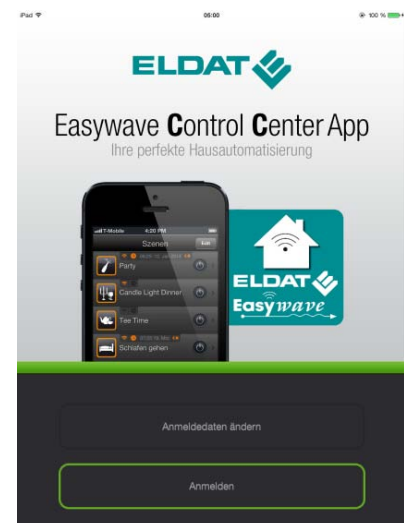 iPad
05:00
100 %
ELDAT
Easywave Control Center App
Ihre perfekte Hausautomatisierung
T-Mobile 4:20 PM
Szenen
Edit
Party
Candle Light Dinner
Tee Time
Schlafen gehen
ELDAT
Easywave
Anmeldedaten ändern
Anmelden